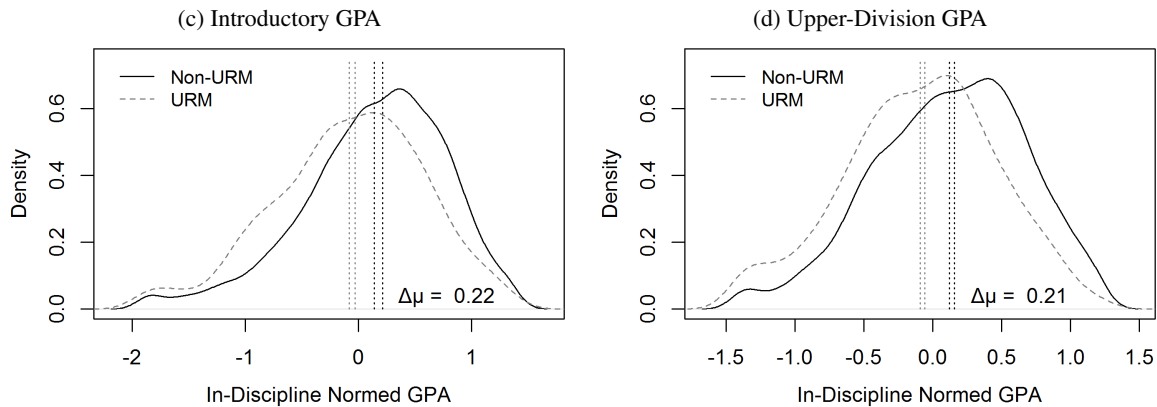 (c) Introductory GPA
Non-URM
URM
Density
0.0 0.2 0.4 0.6
Δμ = 0.22
-2 -1 0 1
In-Discipline Normed GPA
(d) Upper-Division GPA
Non-URM
URM
Density
0.0 0.2 0.4 0.6
Δμ = 0.21
-1.5 -1.0 -0.5 0.0 0.5 1.0 1.5
In-Discipline Normed GPA